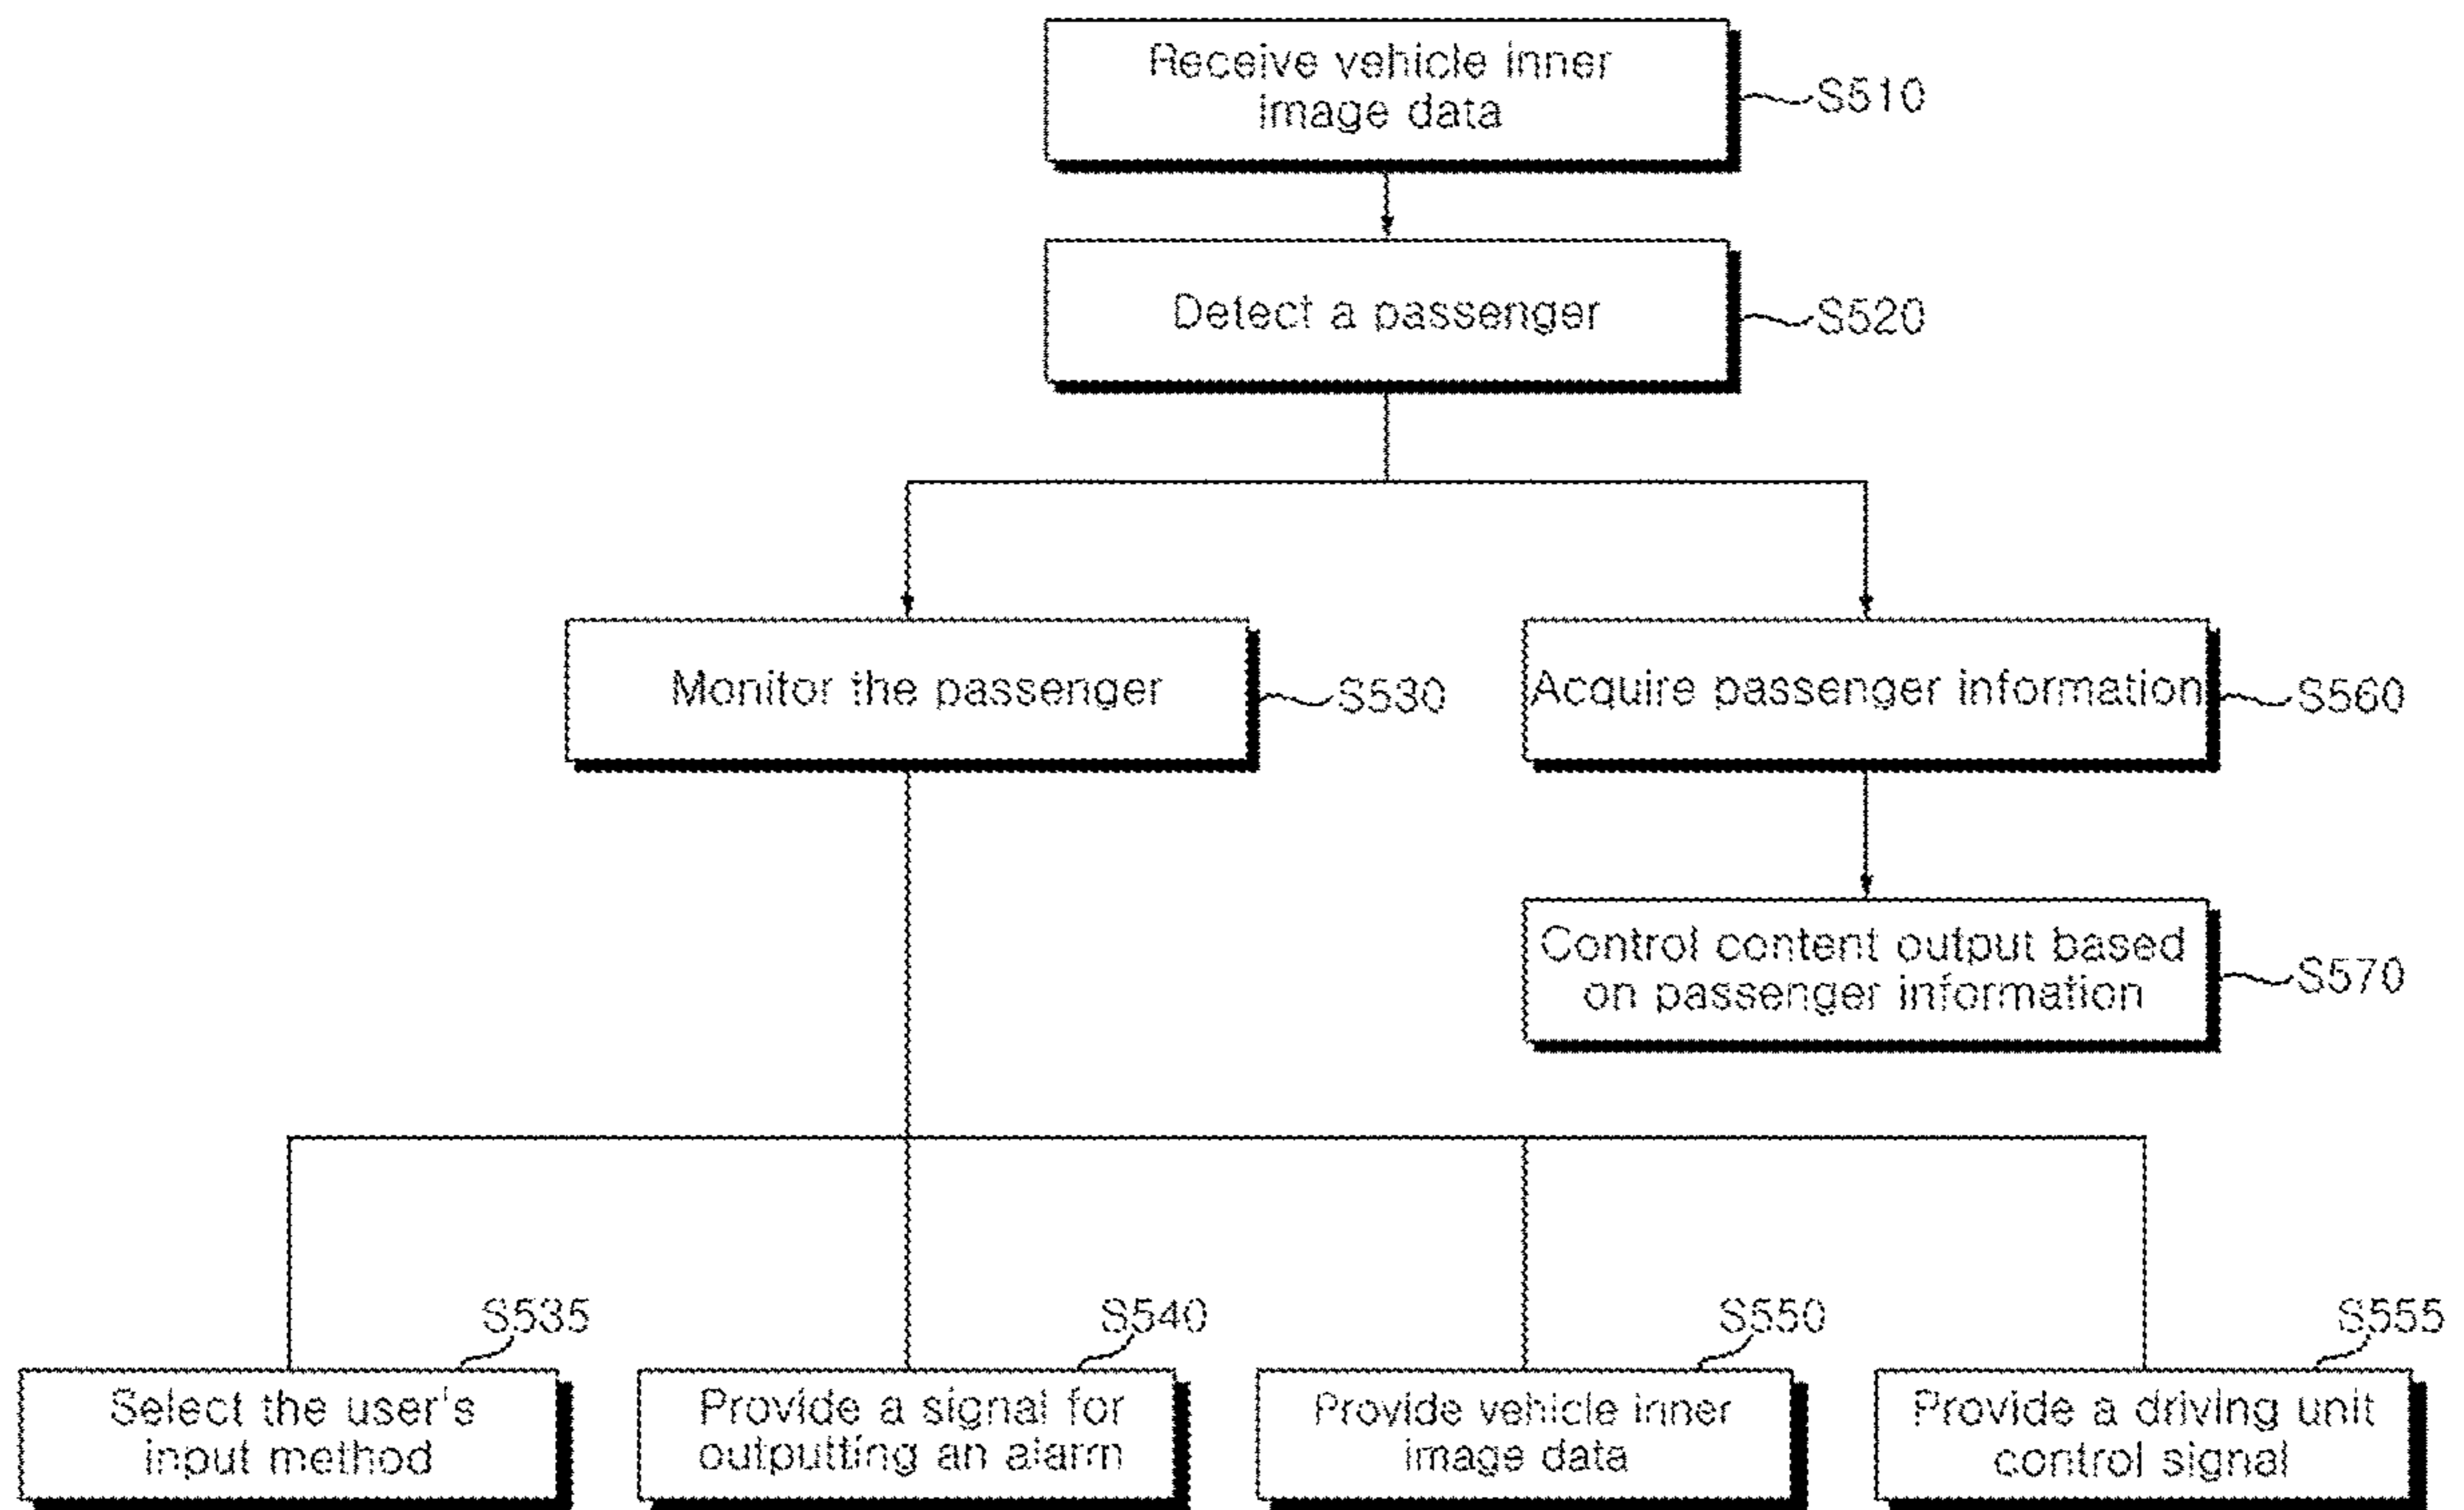 Receive vehicle inner
image data
S510
Detect a passenger
S520
Monitor the passenger
S530
Acquire passenger information
S560
Control content output based
on passenger information
S570
S535
Select the user's
input method
S540
Provide a signal for
outputting an alarm
S550
Provide vehicle inner
image data
S555
Provide a driving unit
control signal